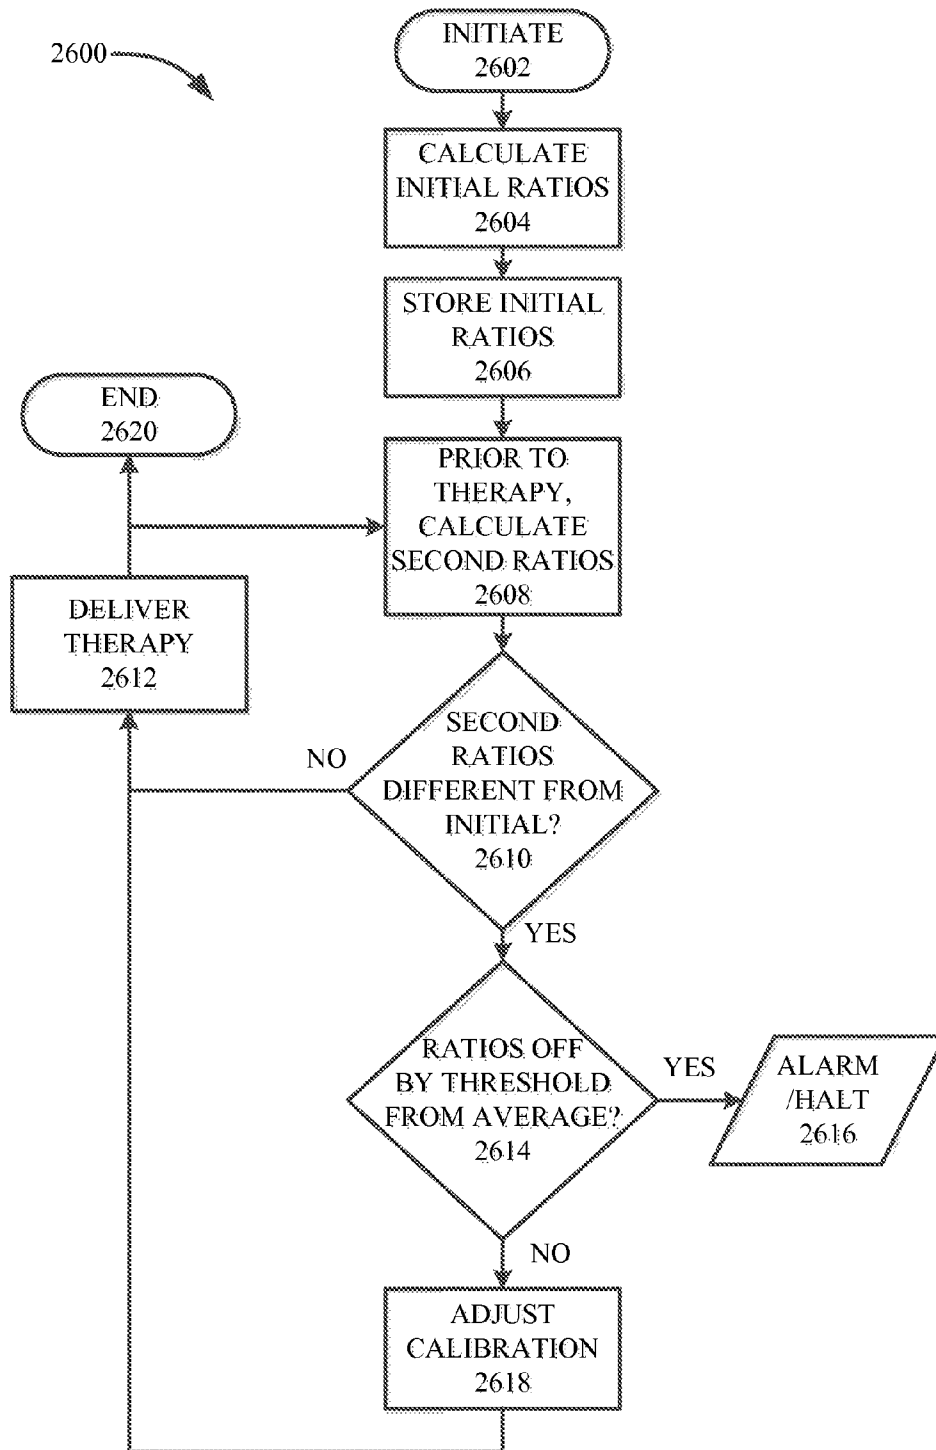 2600
INITIATE
2602
CALCULATE
INITIAL RATIOS
2604
STORE INITIAL
RATIOS
2606
END
2620
PRIOR TO
THERAPY,
CALCULATE
SECOND RATIOS
2608
DELIVER
THERAPY
2612
SECOND
RATIOS
DIFFERENT FROM
INITIAL?
2610
NO
YES
RATIOS OFF
BY THRESHOLD
FROM AVERAGE?
2614
YES
ALARM
/HALT
2616
NO
ADJUST
CALIBRATION
2618